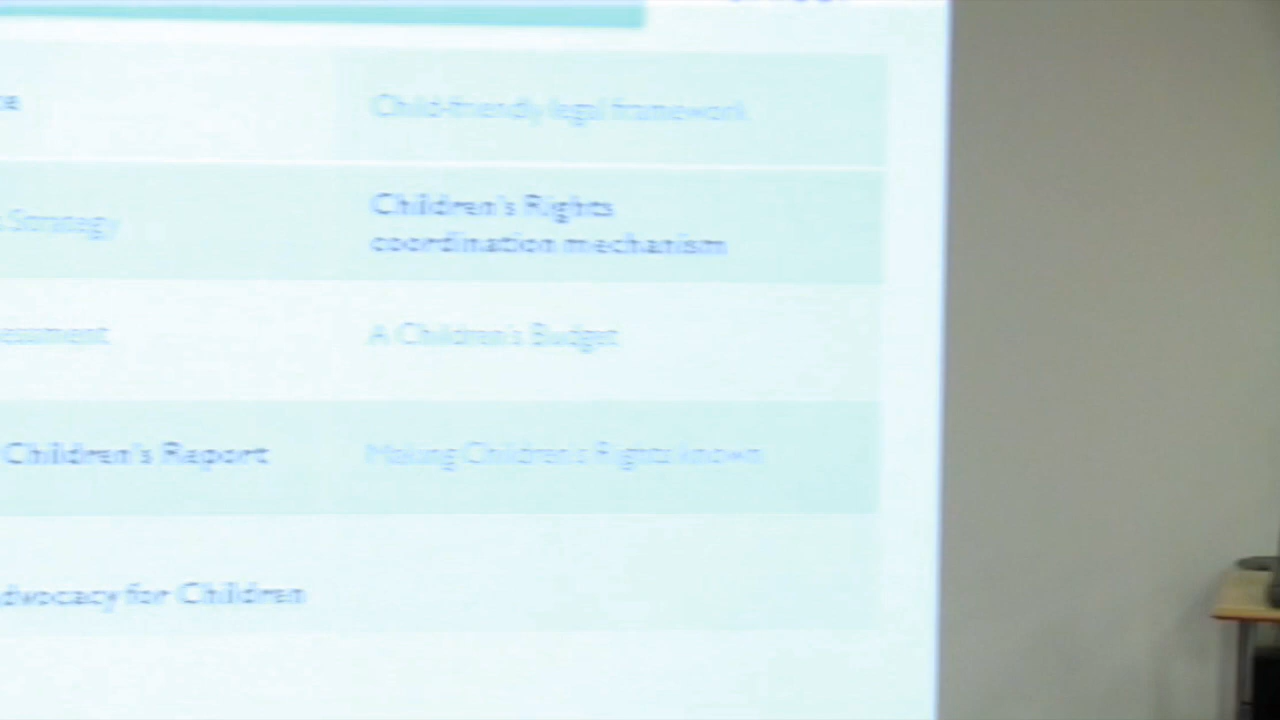 Child-friendly legal framework
Strategy
Children's Rights
coordination mechanism
A Children's Budget
Children's Report
Making Children's Rights known
for Children